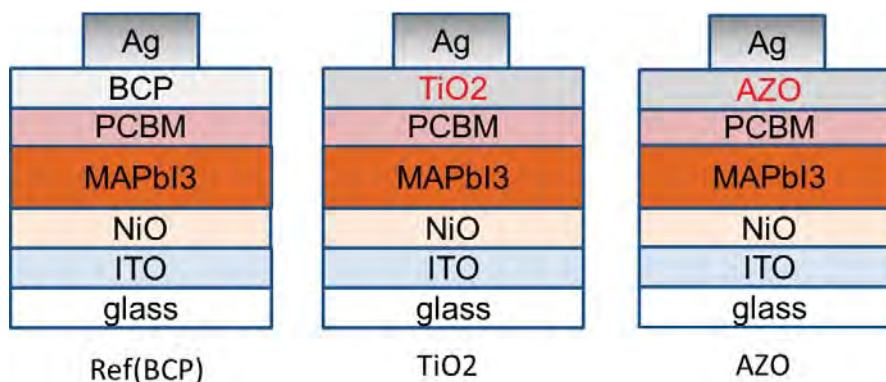 Ag
BCP
PCBM
MAPbI3
NiO
ITO
glass
Ref(BCP)
Ag
TiO2
PCBM
MAPbI3
NiO
ITO
glass
TiO2
Ag
AZO
PCBM
MAPbI3
NiO
ITO
glass
AZO